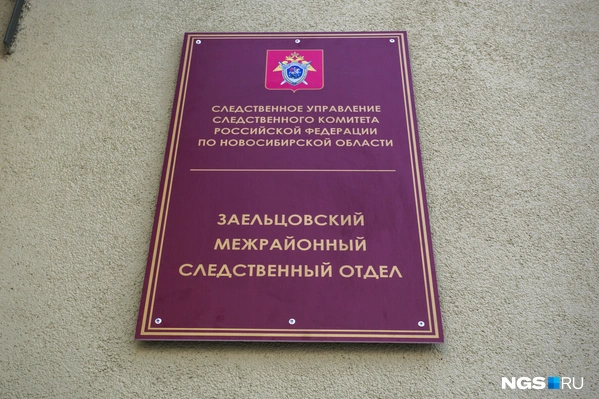 СЛЕДСТВЕННОЕ УПРАВЛЕНИЕ
СЛЕДСТВЕННОГО КОМИТЕТА
РОССИЙСКОЙ ФЕДЕРАЦИИ
ПО НОВОСИБИРСКОЙ ОБЛАСТИ
ЗАЕЛЬЦОВСКИЙ
МЕЖРАЙОННЫЙ
СЛЕДСТВЕННЫЙ ОТДЕЛ
NGS RU